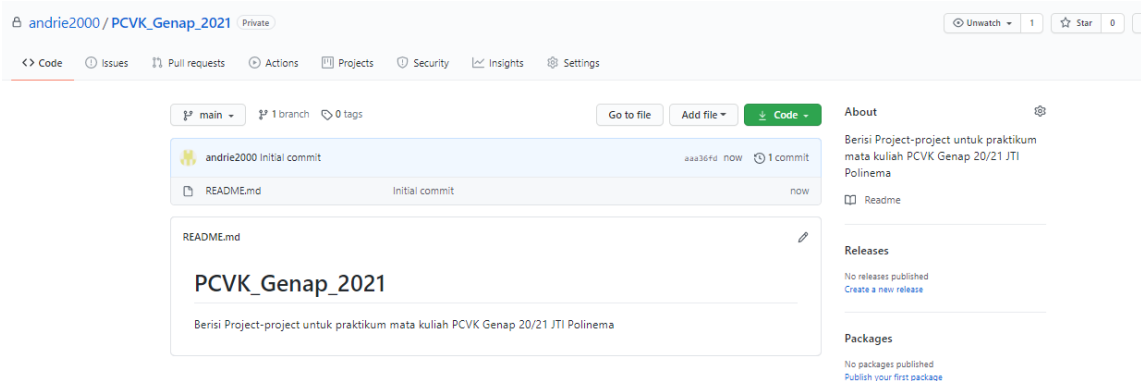 andrie2000 / PCVK_Genap_2021 Private
Unwatch 1 Star 0
Code Issues Pull requests Actions Projects Security Insights Settings
main 1 branch 0 tags Go to file Add file Code
andrie2000 Initial commit aaa36fd now 1 commit
README.md Initial commit now
README.md
PCVK_Genap_2021
Berisi Project-project untuk praktikum mata kuliah PCVK Genap 20/21 JTI Polinema
About
Berisi Project-project untuk praktikum
mata kuliah PCVK Genap 20/21 JTI
Polinema
Readme
Releases
No releases published
Create a new release
Packages
No packages published
Publish your first package